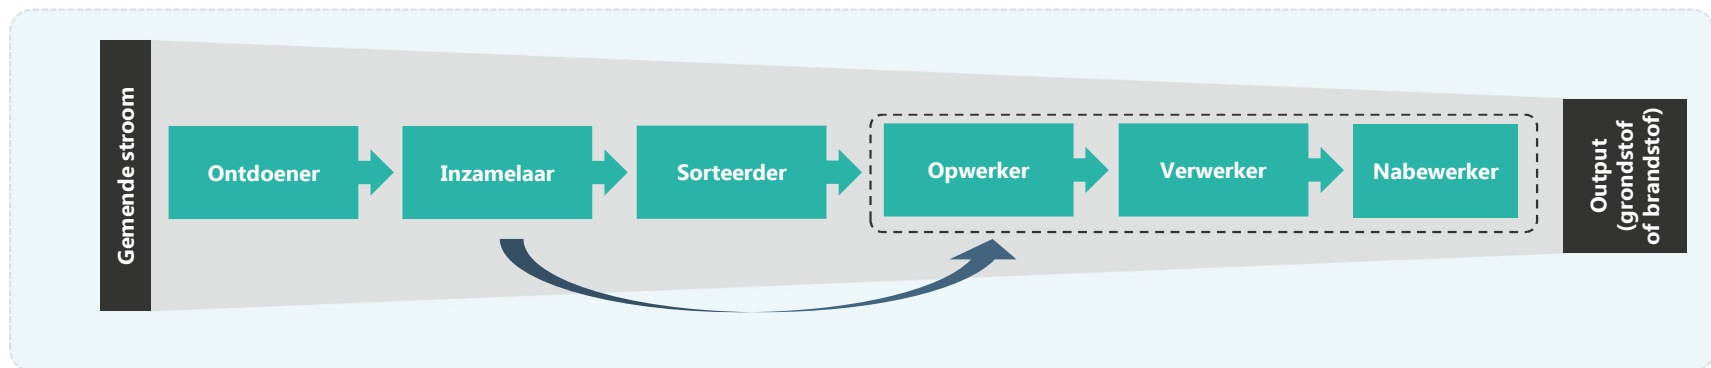 Gemende stroom
Ontdoener
Inzamelaar
Sorteerder
Opwerker
Verwerker
Nabewerker
Output
(grondstof
of brandstof)